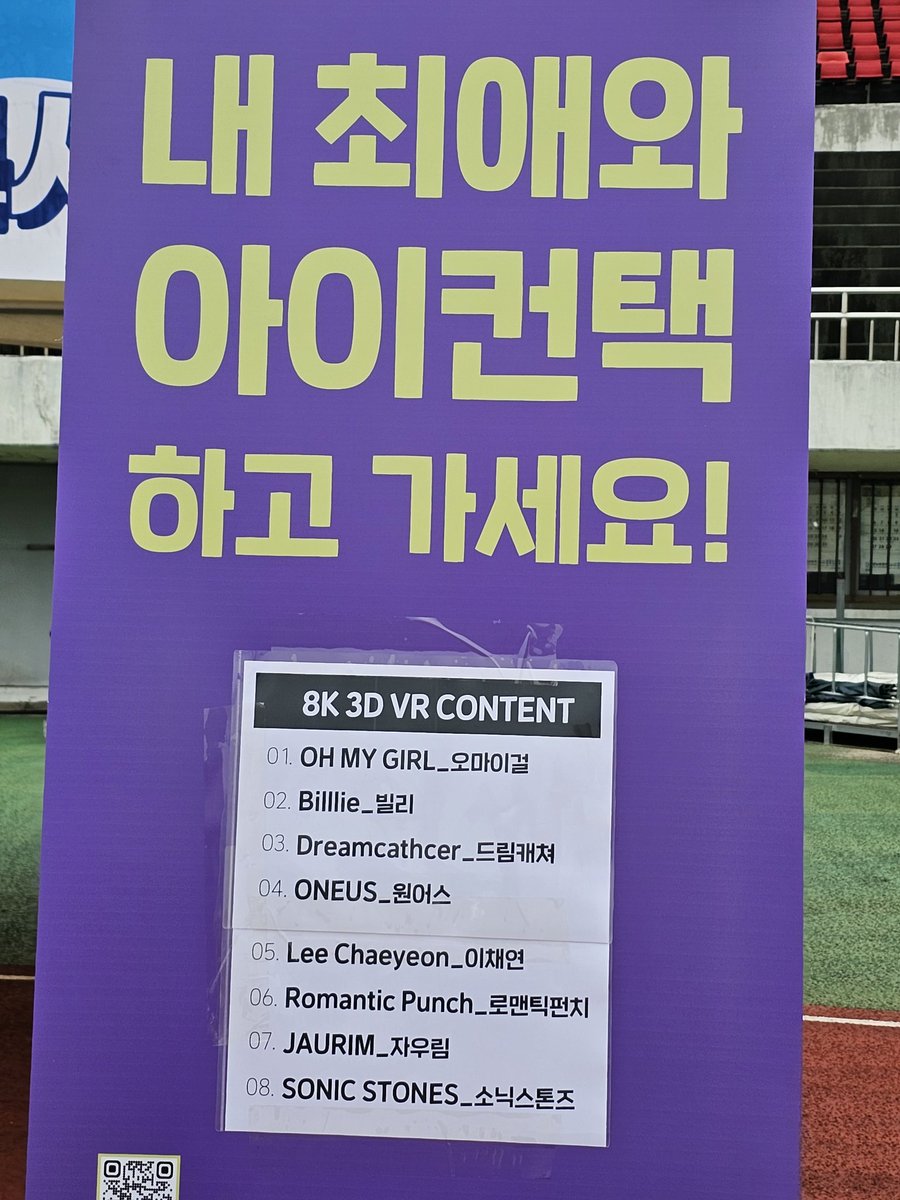 내 최애와
아이컨택
하고 가세요!
8K 3D VR CONTENT
01. OH MY GIRL_오마이걸
02. Billlie_빌리
03. Dreamcathcer_드림캐쳐
04. ONEUS_원어스
05. Lee Chaeyeon_이채연
06. Romantic Punch_로맨틱펀치
07. JAURIM_자우림
08. SONIC STONES_소닉스톤즈